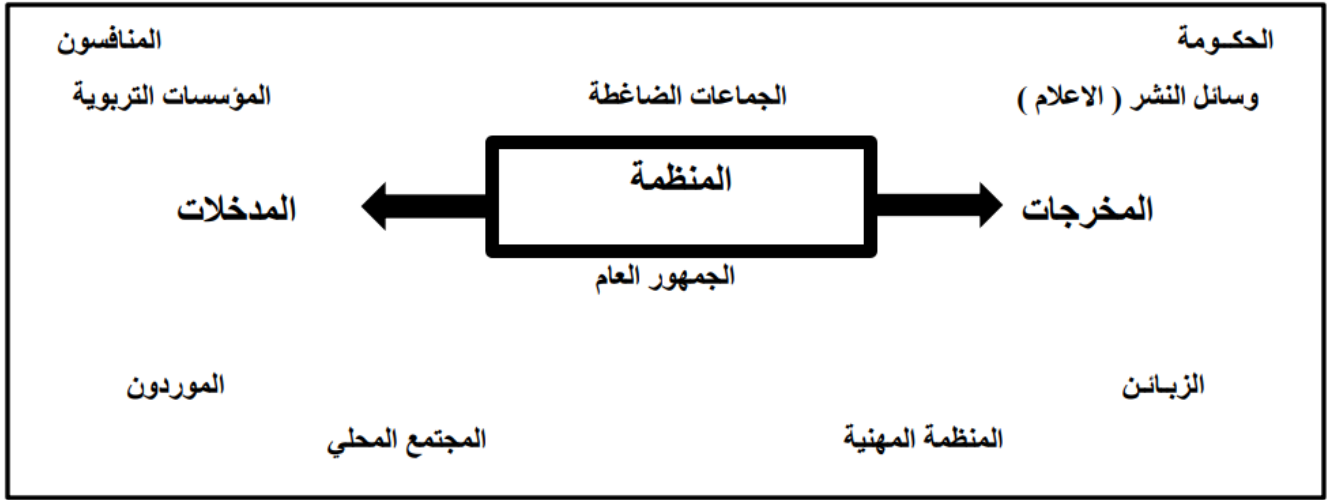 الحكـومة المنافسون
وسائل النشر ( الاعلام ) الجماعات الضاغطة المؤسسات التربوية
المنظمة
المخرجات المدخلات
الجمهور العام
الزبـائـن الموردون
المنظمة المهنية المجتمع المحلي